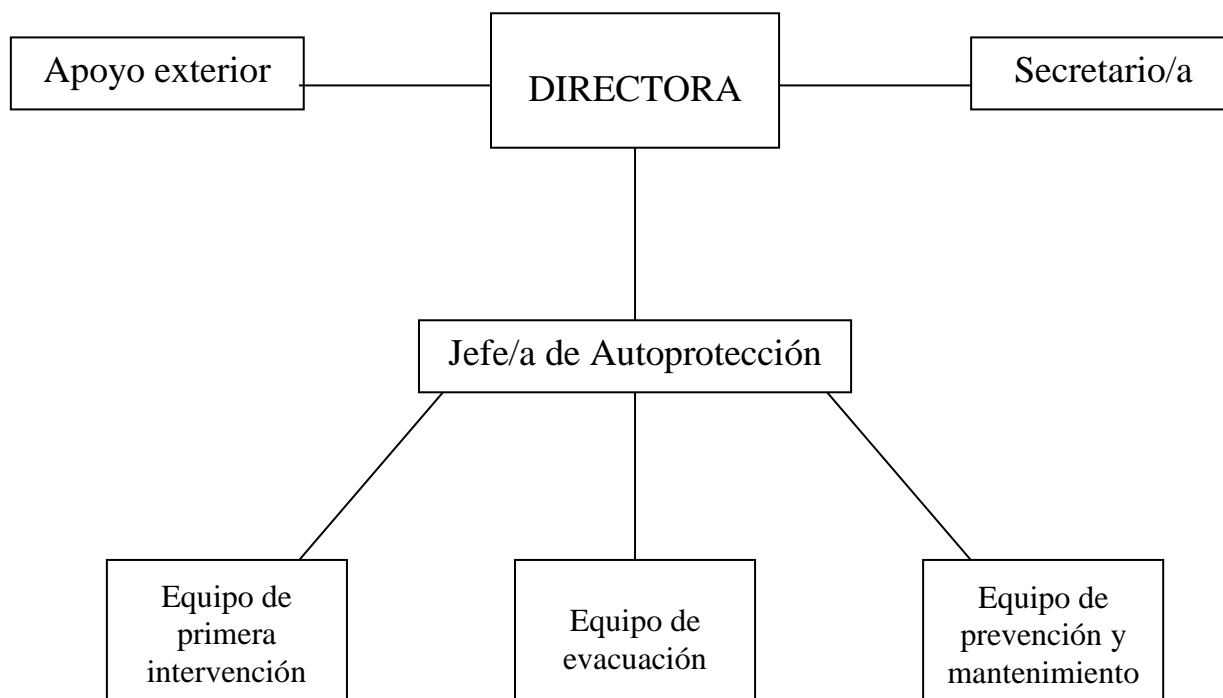 Apoyo exterior
DIRECTORA
Secretario/a
Jefe/a de Autoprotección
Equipo de
primera
intervención
Equipo de
evacuación
Equipo de
prevención y
mantenimiento